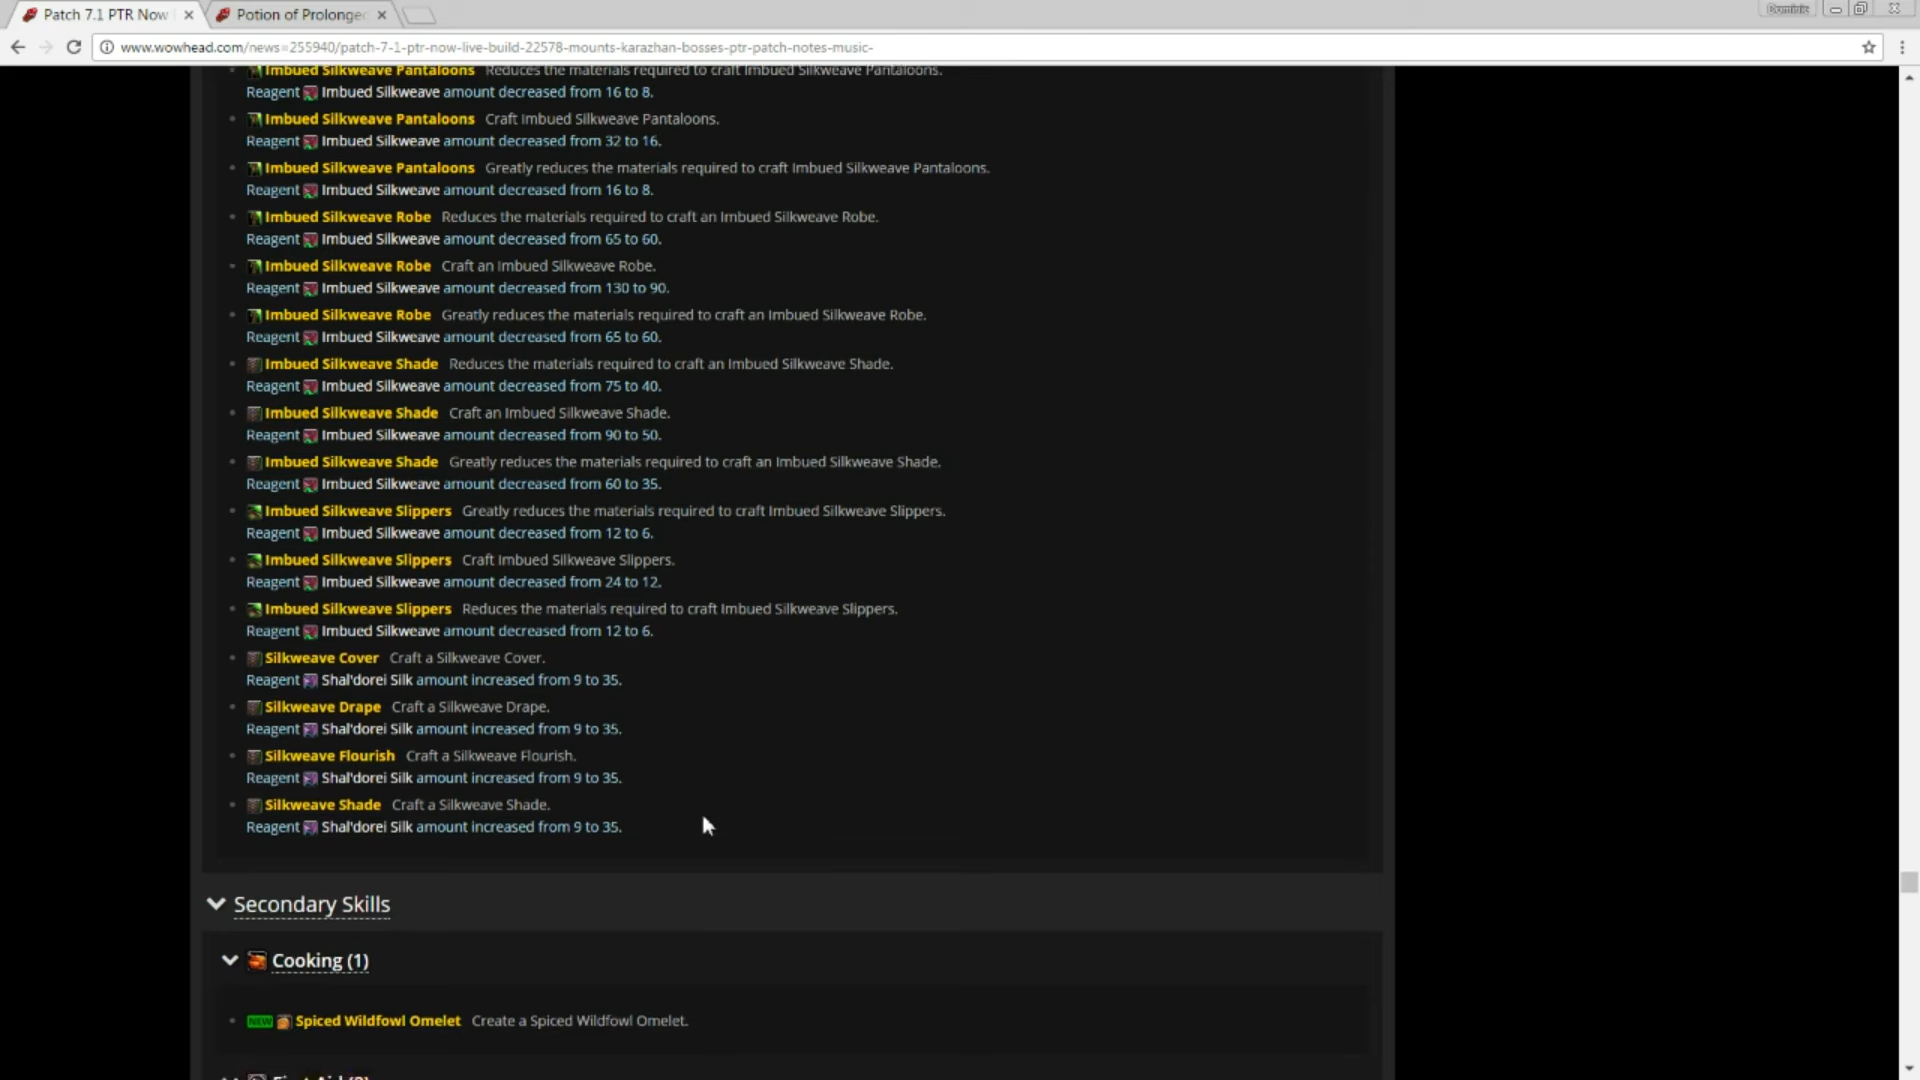 Patch 7.1 PTR Now
Potion of Prolonge
Dominic
www.wowhead.com/news=255940/patch-7-1-ptr-now-live-build-22578-mounts-karazhan-bosses-ptr-patch-notes-music-
Imbued Silkweave Pantaloons Reduces the materials required to craft Imbued Silkweave Pantaloons.
Reagent Imbued Silkweave amount decreased from 16 to 8.
Imbued Silkweave Pantaloons Craft Imbued Silkweave Pantaloons.
Reagent Imbued Silkweave amount decreased from 32 to 16.
Imbued Silkweave Pantaloons Greatly reduces the materials required to craft Imbued Silkweave Pantaloons.
Reagent Imbued Silkweave amount decreased from 16 to 8.
Imbued Silkweave Robe Reduces the materials required to craft an Imbued Silkweave Robe.
Reagent Imbued Silkweave amount decreased from 65 to 60.
Imbued Silkweave Robe Craft an Imbued Silkweave Robe.
Reagent Imbued Silkweave amount decreased from 130 to 90.
Imbued Silkweave Robe Greatly reduces the materials required to craft an Imbued Silkweave Robe.
Reagent Imbued Silkweave amount decreased from 65 to 60.
Imbued Silkweave Shade Reduces the materials required to craft an Imbued Silkweave Shade.
Reagent Imbued Silkweave amount decreased from 75 to 40.
Imbued Silkweave Shade Craft an Imbued Silkweave Shade.
Reagent Imbued Silkweave amount decreased from 90 to 50.
Imbued Silkweave Shade Greatly reduces the materials required to craft an Imbued Silkweave Shade.
Reagent Imbued Silkweave amount decreased from 60 to 35.
Imbued Silkweave Slippers Greatly reduces the materials required to craft Imbued Silkweave Slippers.
Reagent Imbued Silkweave amount decreased from 12 to 6.
Imbued Silkweave Slippers Craft Imbued Silkweave Slippers.
Reagent Imbued Silkweave amount decreased from 24 to 12.
Imbued Silkweave Slippers Reduces the materials required to craft Imbued Silkweave Slippers.
Reagent Imbued Silkweave amount decreased from 12 to 6.
Silkweave Cover Craft a Silkweave Cover.
Reagent Shal'dorei Silk amount increased from 9 to 35.
Silkweave Drape Craft a Silkweave Drape.
Reagent Shal'dorei Silk amount increased from 9 to 35.
Silkweave Flourish Craft a Silkweave Flourish.
Reagent Shal'dorei Silk amount increased from 9 to 35.
Silkweave Shade Craft a Silkweave Shade.
Reagent Shal'dorei Silk amount increased from 9 to 35.
Secondary Skills
Cooking (1)
NEW Spiced Wildfowl Omelet Create a Spiced Wildfowl Omelet.